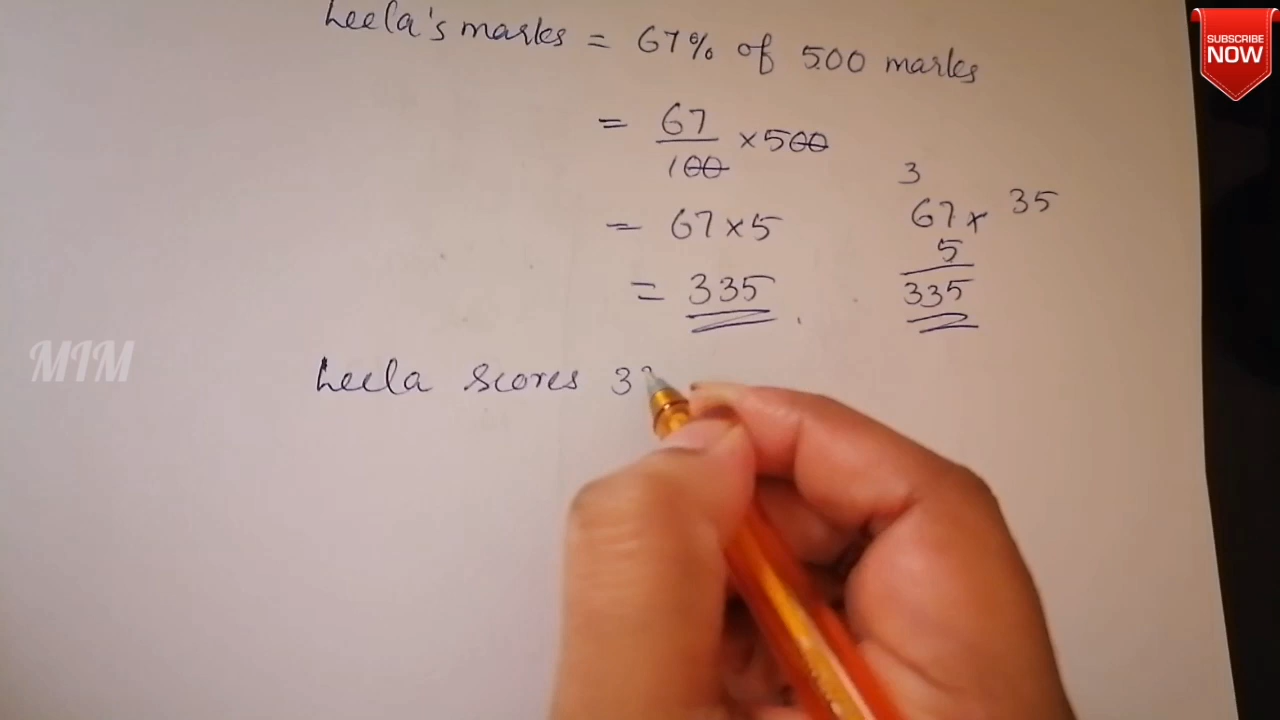 Leela's marks = 67% of 500 marks
= 67/100 × 500
= 67 × 5
= 335
3
67 × 35
5
335
Leela scores 33
MIM
SUBSCRIBE
NOW